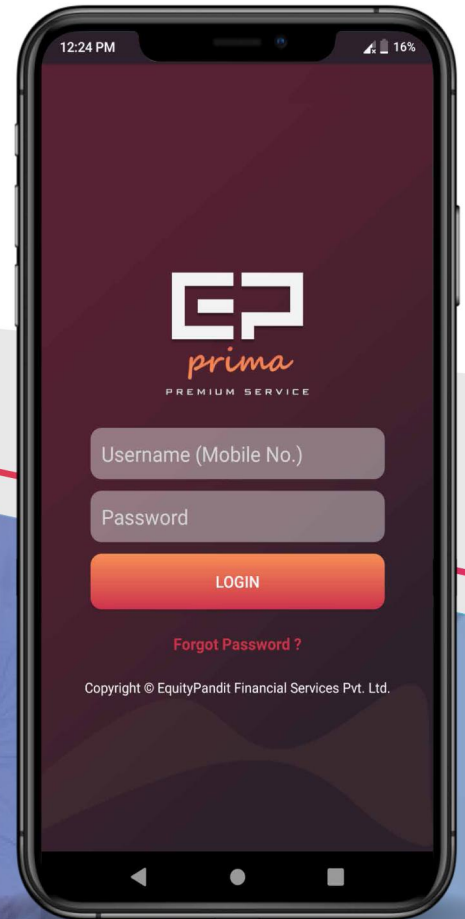 12:24 PM
16%
EP
prima
PREMIUM SERVICE
Username (Mobile No.)
Password
LOGIN
Forgot Password ?
Copyright © EquityPandit Financial Services Pvt. Ltd.